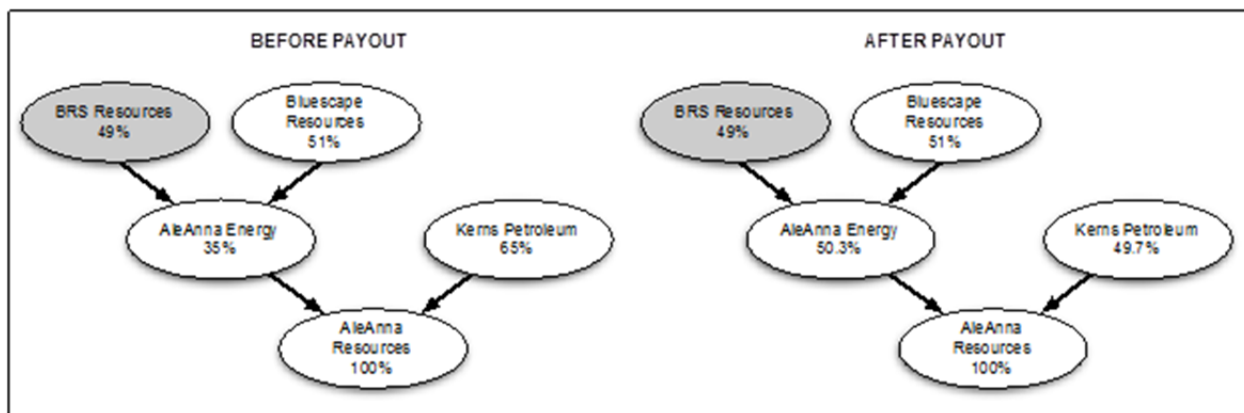 BEFORE PAYOUT
BRS Resources
49%
Bluescape
Resources
51%
AleAnna Energy
35%
Kerns Petroleum
65%
AleAnna
Resources
100%
AFTER PAYOUT
BRS Resources
49%
Bluescape
Resources
51%
AleAnna Energy
50.3%
Kerns Petroleum
49.7%
AleAnna
Resources
100%